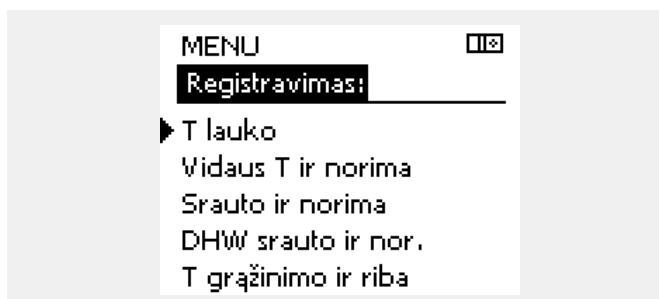 MENU
Registravimas:
T lauko
Vidaus T ir norima
Srauto ir norima
DHW srauto ir nor.
T grąžinimo ir riba